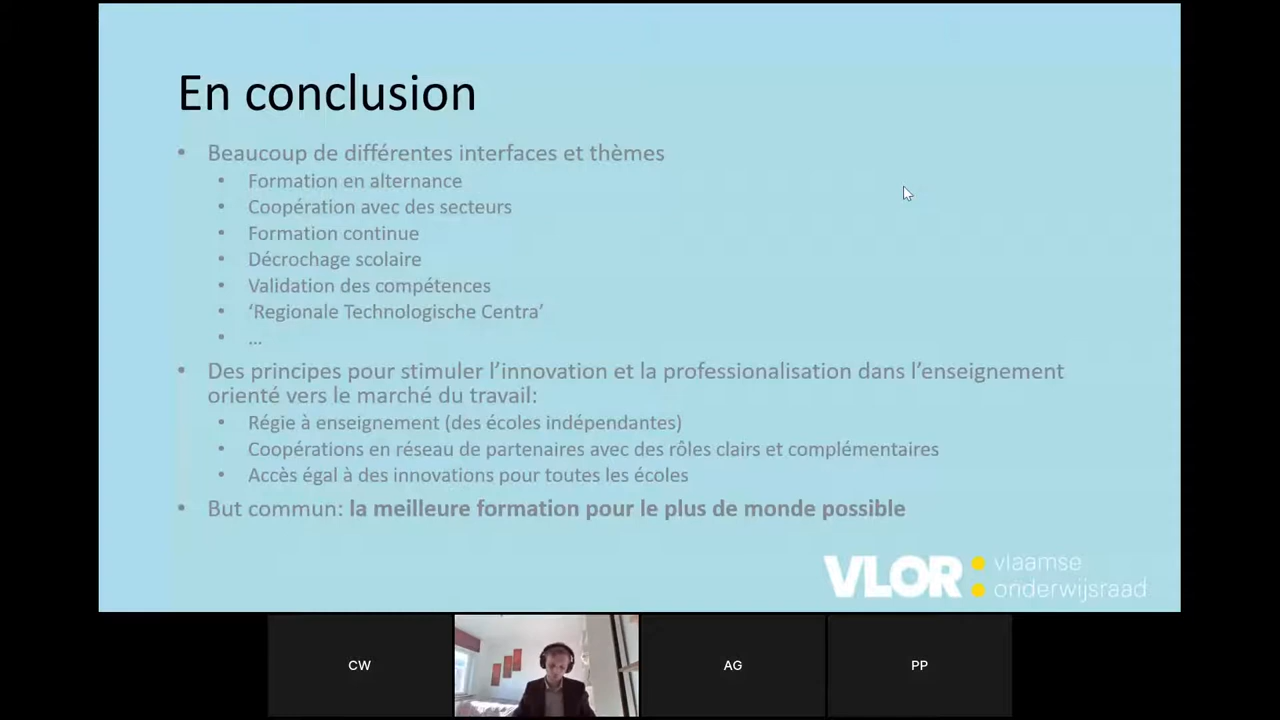 En conclusion
• Beaucoup de différentes interfaces et thèmes
• Formation en alternance
• Coopération avec des secteurs
• Formation continue
• Décrochage scolaire
• Validation des compétences
• ‘Regionale Technologische Centra’
• ...
• Des principes pour stimuler l’innovation et la professionalisation dans l’enseignement
orienté vers le marché du travail:
• Régie à enseignement (des écoles indépendantes)
• Coopérations en réseau de partenaires avec des rôles clairs et complémentaires
• Accès égal à des innovations pour toutes les écoles
• But commun: la meilleure formation pour le plus de monde possible
VLOR : vlaamse
onderwijsraad
CW
AG
PP